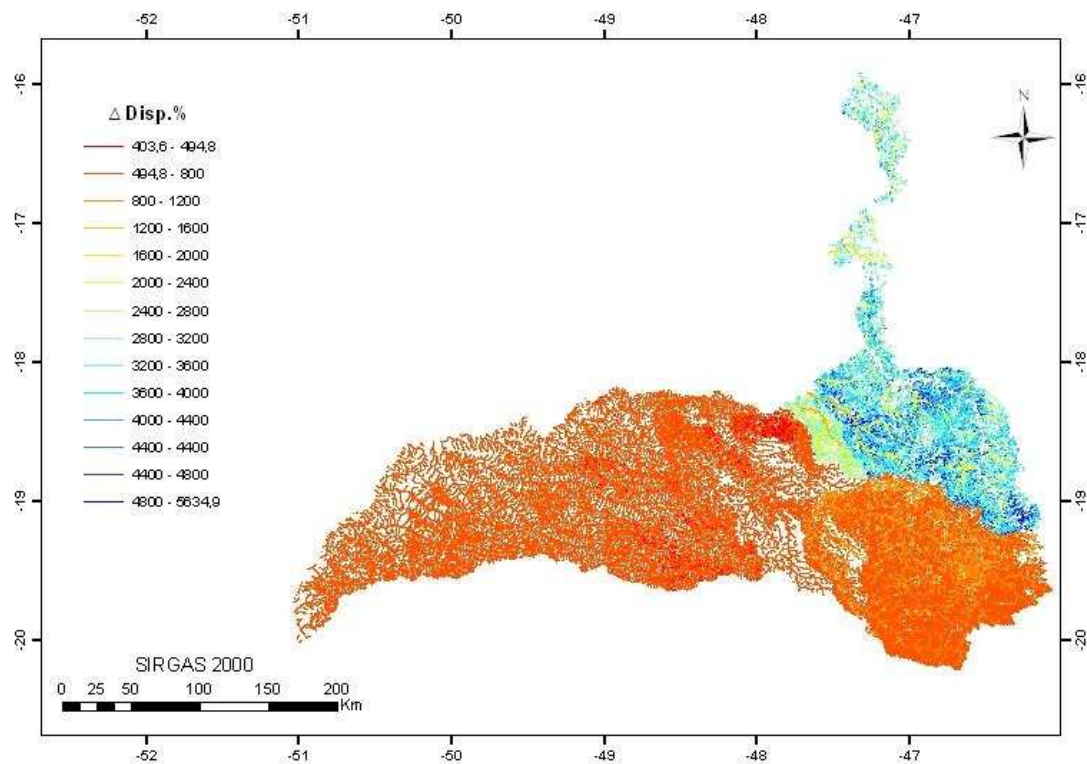 -52 -51 -50 -49 -48 -47
-16 -16
N
△ Disp.%
403,6 - 494,8
494,8 - 800
800 - 1200
-17 -17
1200 - 1600
1600 - 2000
2000 - 2400
2400 - 2800
2800 - 3200
-18 -18
3200 - 3600
3600 - 4000
4000 - 4400
4400 - 4400
4400 - 4800
-19 -19
4800 - 5634,9
-20 -20
SIRGAS 2000
0 25 50 100 150 200
Km
-52 -51 -50 -49 -48 -47